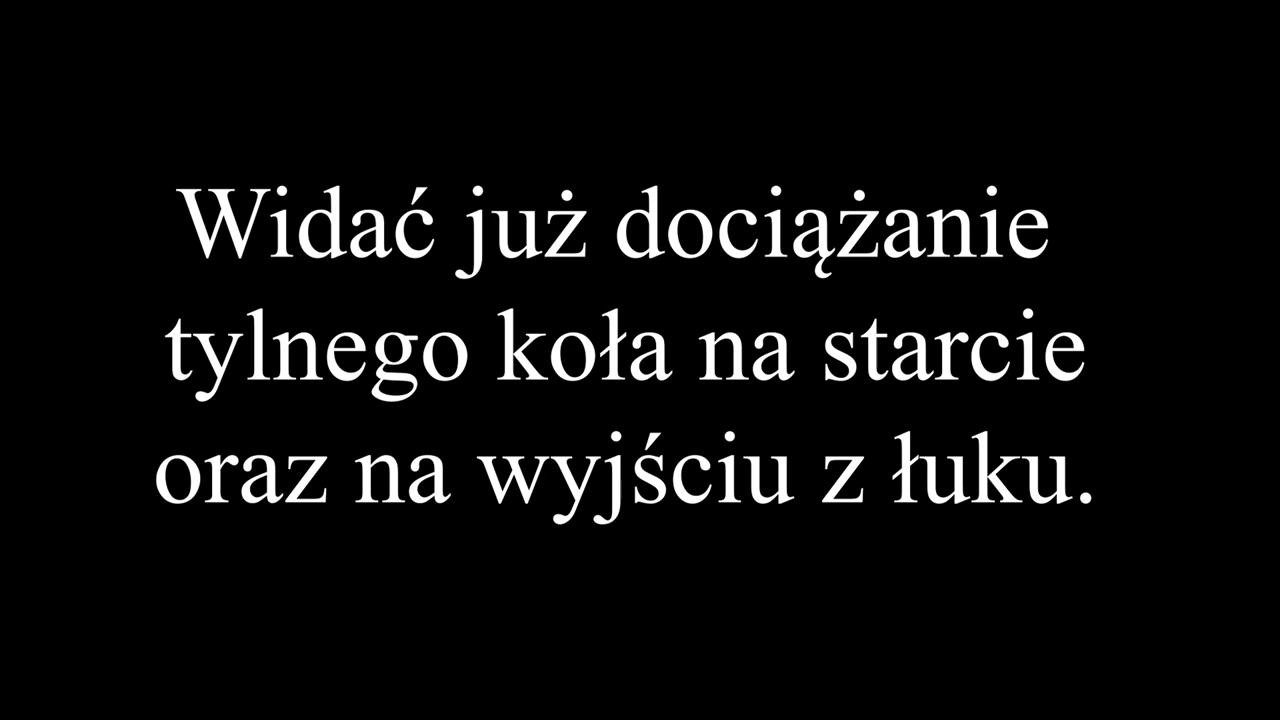 Widać już dociążanie
tylnego koła na starcie
oraz na wyjściu z łuku.